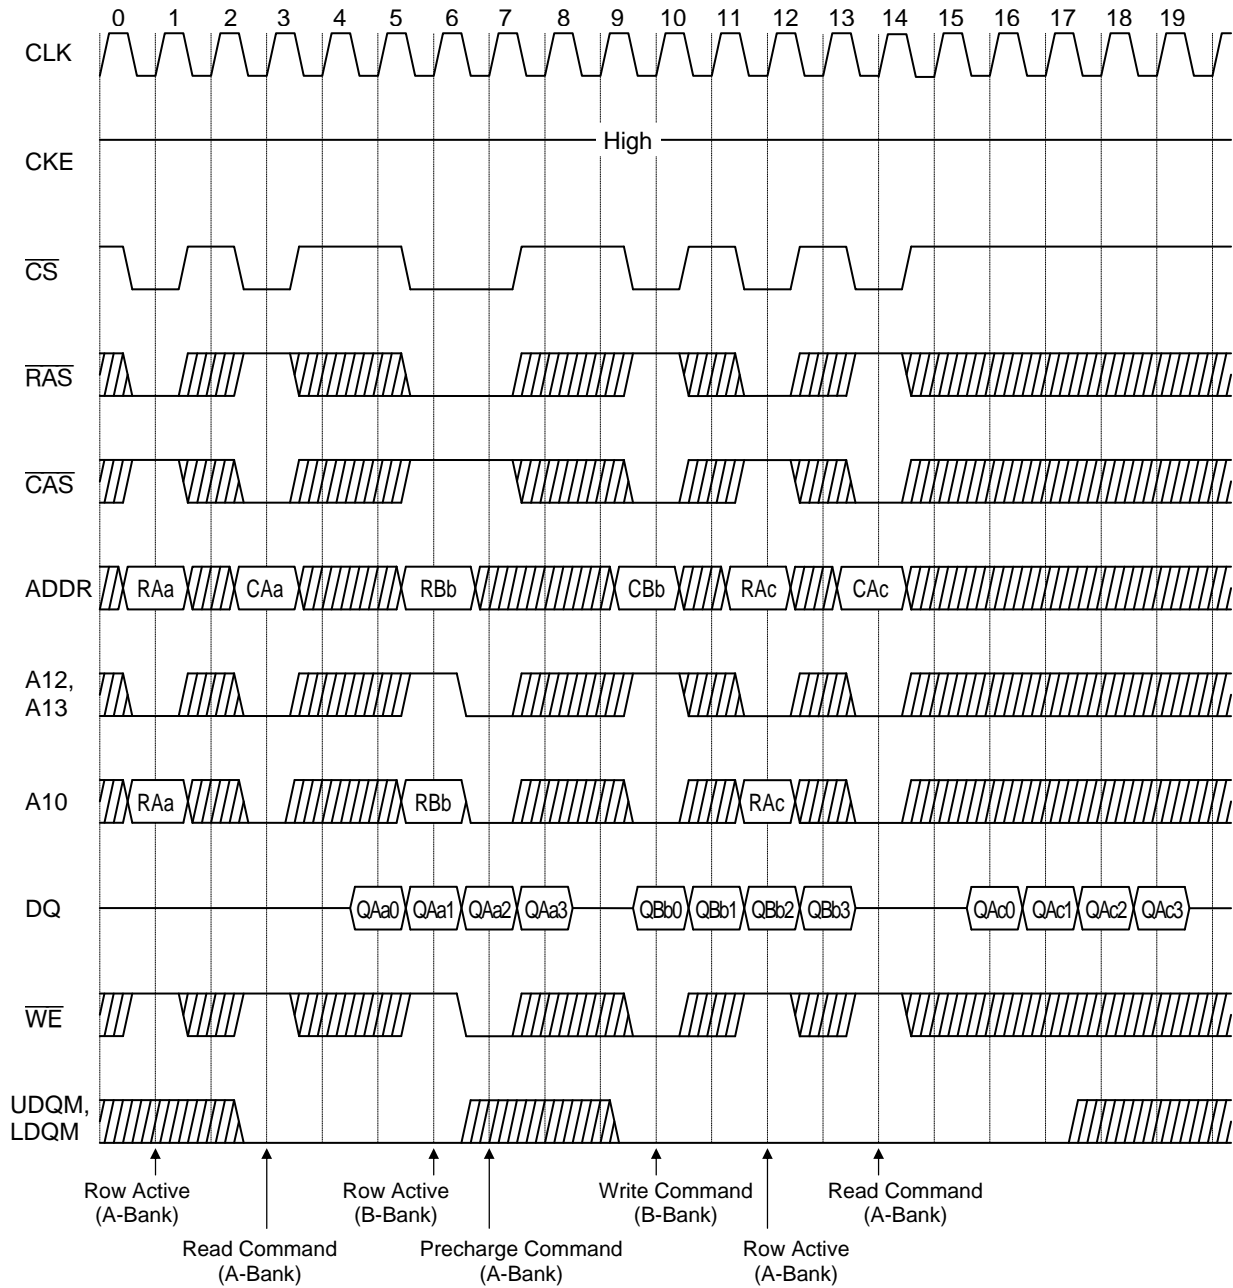 0 1 2 3 4 5 6 7 8 9 10 11 12 13 14 15 16 17 18 19
CLK
CKE
High
CS
RAS
CAS
ADDR RAa CAa RBb CBb RAc CAc
A12,
A13
A10 RAa RBb RAc
DQ QAa0 QAa1 QAa2 QAa3 QBb0 QBb1 QBb2 QBb3 QAc0 QAc1 QAc2 QAc3
WE
UDQM,
LDQM
Row Active
(A-Bank)
Read Command
(A-Bank)
Row Active
(B-Bank)
Precharge Command
(A-Bank)
Write Command
(B-Bank)
Row Active
(A-Bank)
Read Command
(A-Bank)